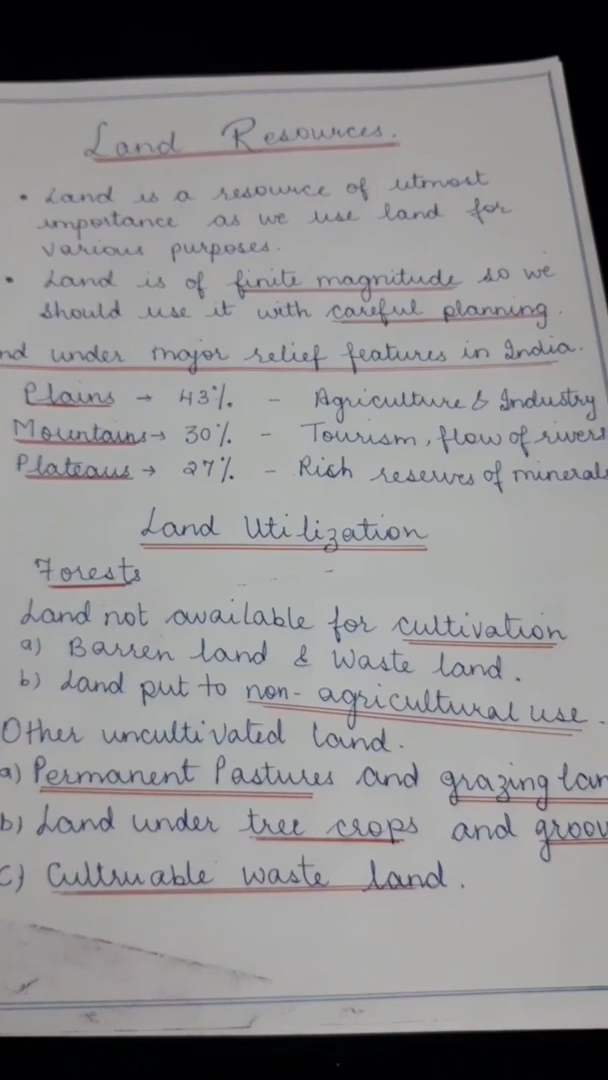 Land Resources.
• Land is a resource of utmost
importance as we use land for
various purposes.
• Land is of finite magnitude so we
should use it with careful planning.
nd under major relief features in India.
Plains → 43% - Agriculture & Industry
Mountains → 30% - Tourism, flow of rivers
Plateaus → 27% - Rich reserves of minerals
Land Utilization
Forests
Land not available for cultivation
a) Barren land & Waste land.
b) Land put to non-agricultural use.
Other uncultivated land.
a) Permanent Pastures and grazing lan
b) Land under tree crops and groov
c) Cultruable waste land.